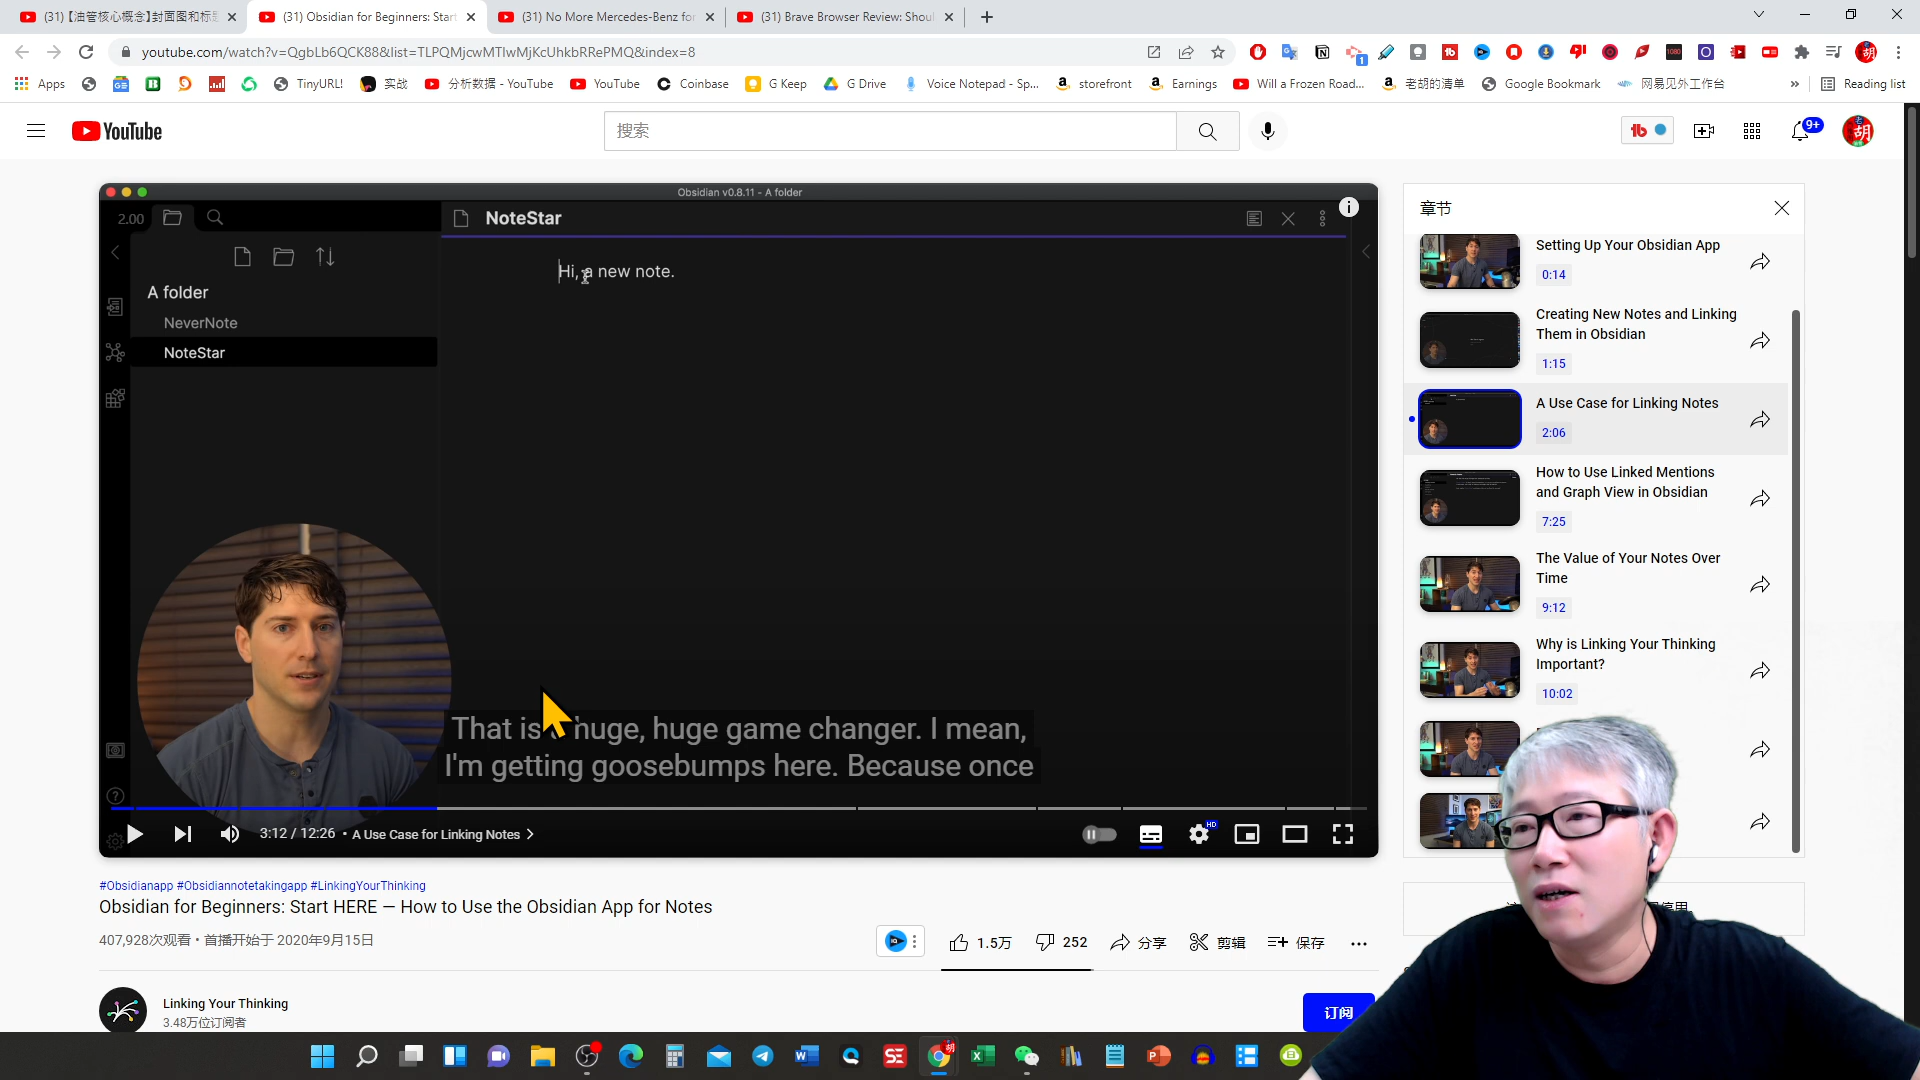 (31)【油管核心概念】封面图和标题
(31) Obsidian for Beginners: Start
(31) No More Mercedes-Benz for
(31) Brave Browser Review: Shoul
youtube.com/watch?v=QgbLb6QCK88&list=TLPQMjcwMTIwMjKcUhkbRRePMQ&index=8
Apps
TinyURL!
实战
分析数据 - YouTube
YouTube
Coinbase
G Keep
G Drive
Voice Notepad - Sp...
storefront
Earnings
Will a Frozen Road...
老胡的清单
Google Bookmark
网易见外工作台
»
Reading list
YouTube
搜索
9+
胡
Obsidian v0.8.11 - A folder
2.00
NoteStar
Hi, a new note.
A folder
NeverNote
NoteStar
That is a huge, huge game changer. I mean,
I'm getting goosebumps here. Because once
3:12 / 12:26 • A Use Case for Linking Notes
HD
章节
Setting Up Your Obsidian App
0:14
Creating New Notes and Linking
Them in Obsidian
1:15
A Use Case for Linking Notes
2:06
How to Use Linked Mentions
and Graph View in Obsidian
7:25
The Value of Your Notes Over
Time
9:12
Why is Linking Your Thinking
Important?
10:02
#Obsidianapp #Obsidiannotetakingapp #LinkingYourThinking
Obsidian for Beginners: Start HERE — How to Use the Obsidian App for Notes
407,928次观看 • 首播开始于 2020年9月15日
1.5万
252
分享
剪辑
保存
Linking Your Thinking
3.48万位订阅者
订阅